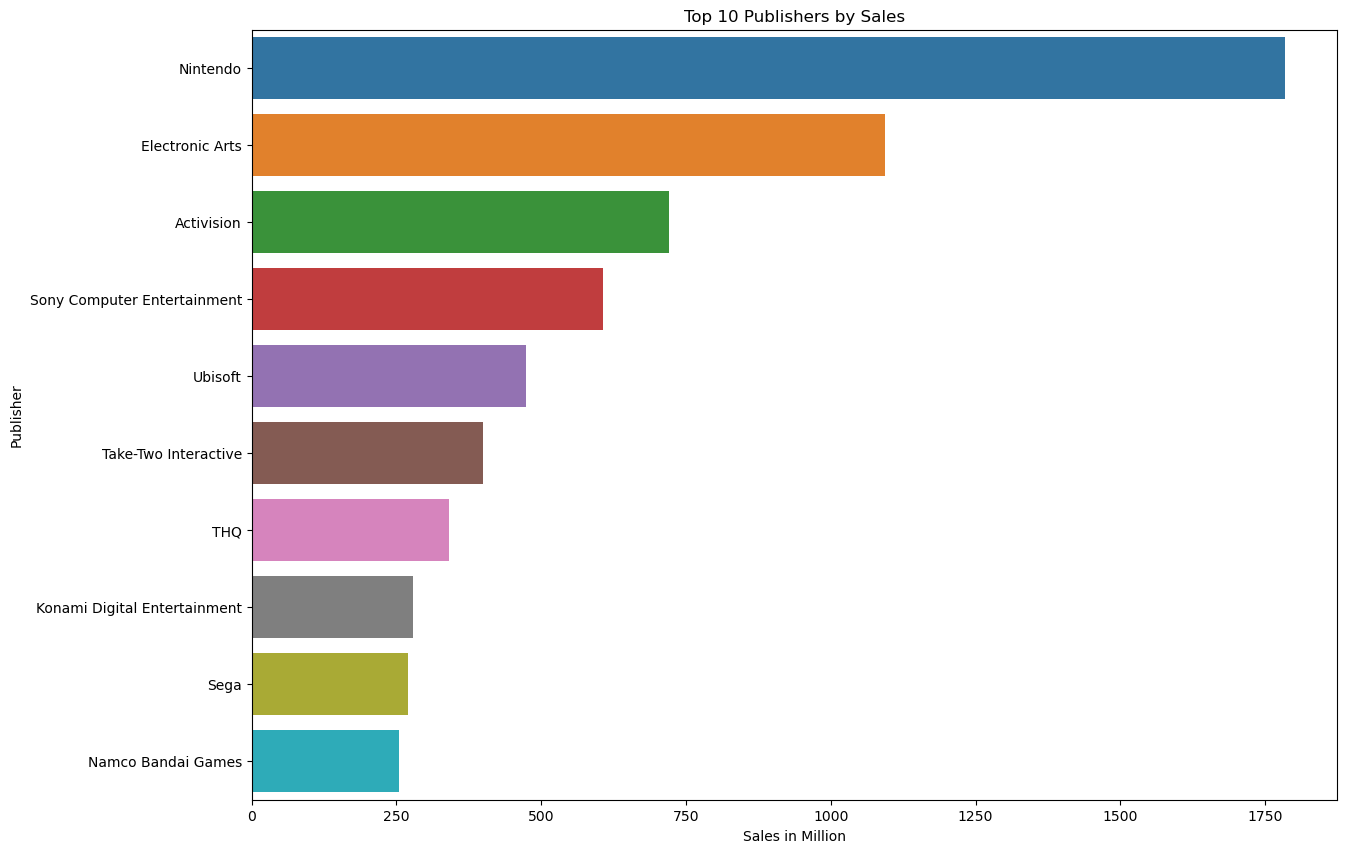 Top 10 Publishers by Sales
Publisher
Nintendo
Electronic Arts
Activision
Sony Computer Entertainment
Ubisoft
Take-Two Interactive
THQ
Konami Digital Entertainment
Sega
Namco Bandai Games
0 250 500 750 1000 1250 1500 1750
Sales in Million